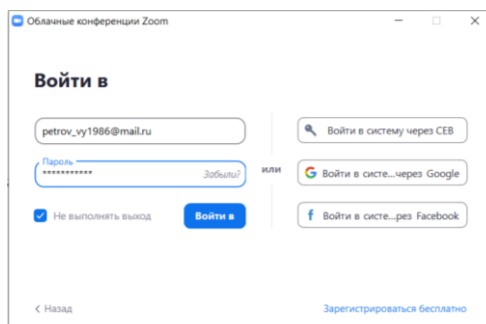 Облачные конференции Zoom
Войти в
petrov_vy1986@mail.ru
Пароль
***********
Забыли?
Не выполнять выход
Войти в
или
Войти в систему через СЕВ
Войти в систе...через Google
Войти в систе...рез Facebook
Назад
Зарегистрироваться бесплатно